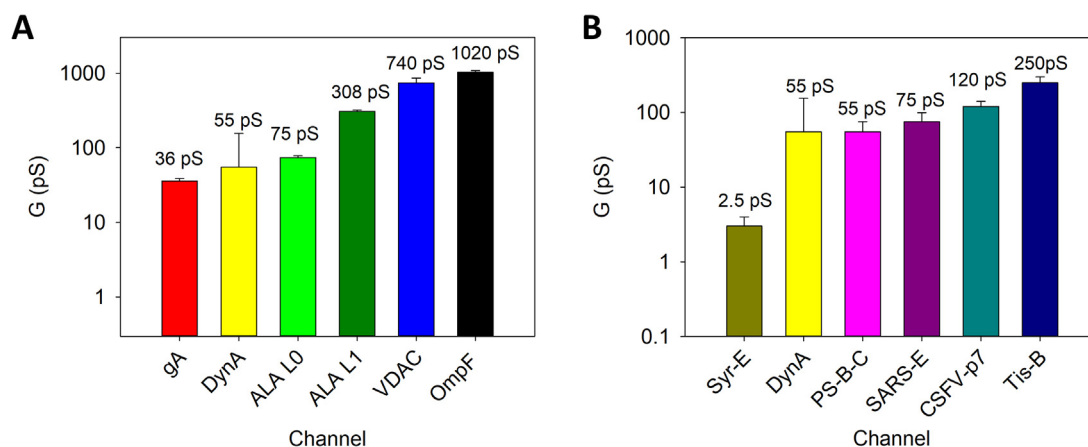 A
G (pS)
1000
100
10
1
36 pS
55 pS
75 pS
308 pS
740 pS
1020 pS
gA
DynA
ALA L0
ALA L1
VDAC
OmpF
Channel
B
G (pS)
1000
100
10
1
0.1
2.5 pS
55 pS
55 pS
75 pS
120 pS
250pS
Syr-E
DynA
PS-B-C
SARS-E
CSFV-p7
Tis-B
Channel